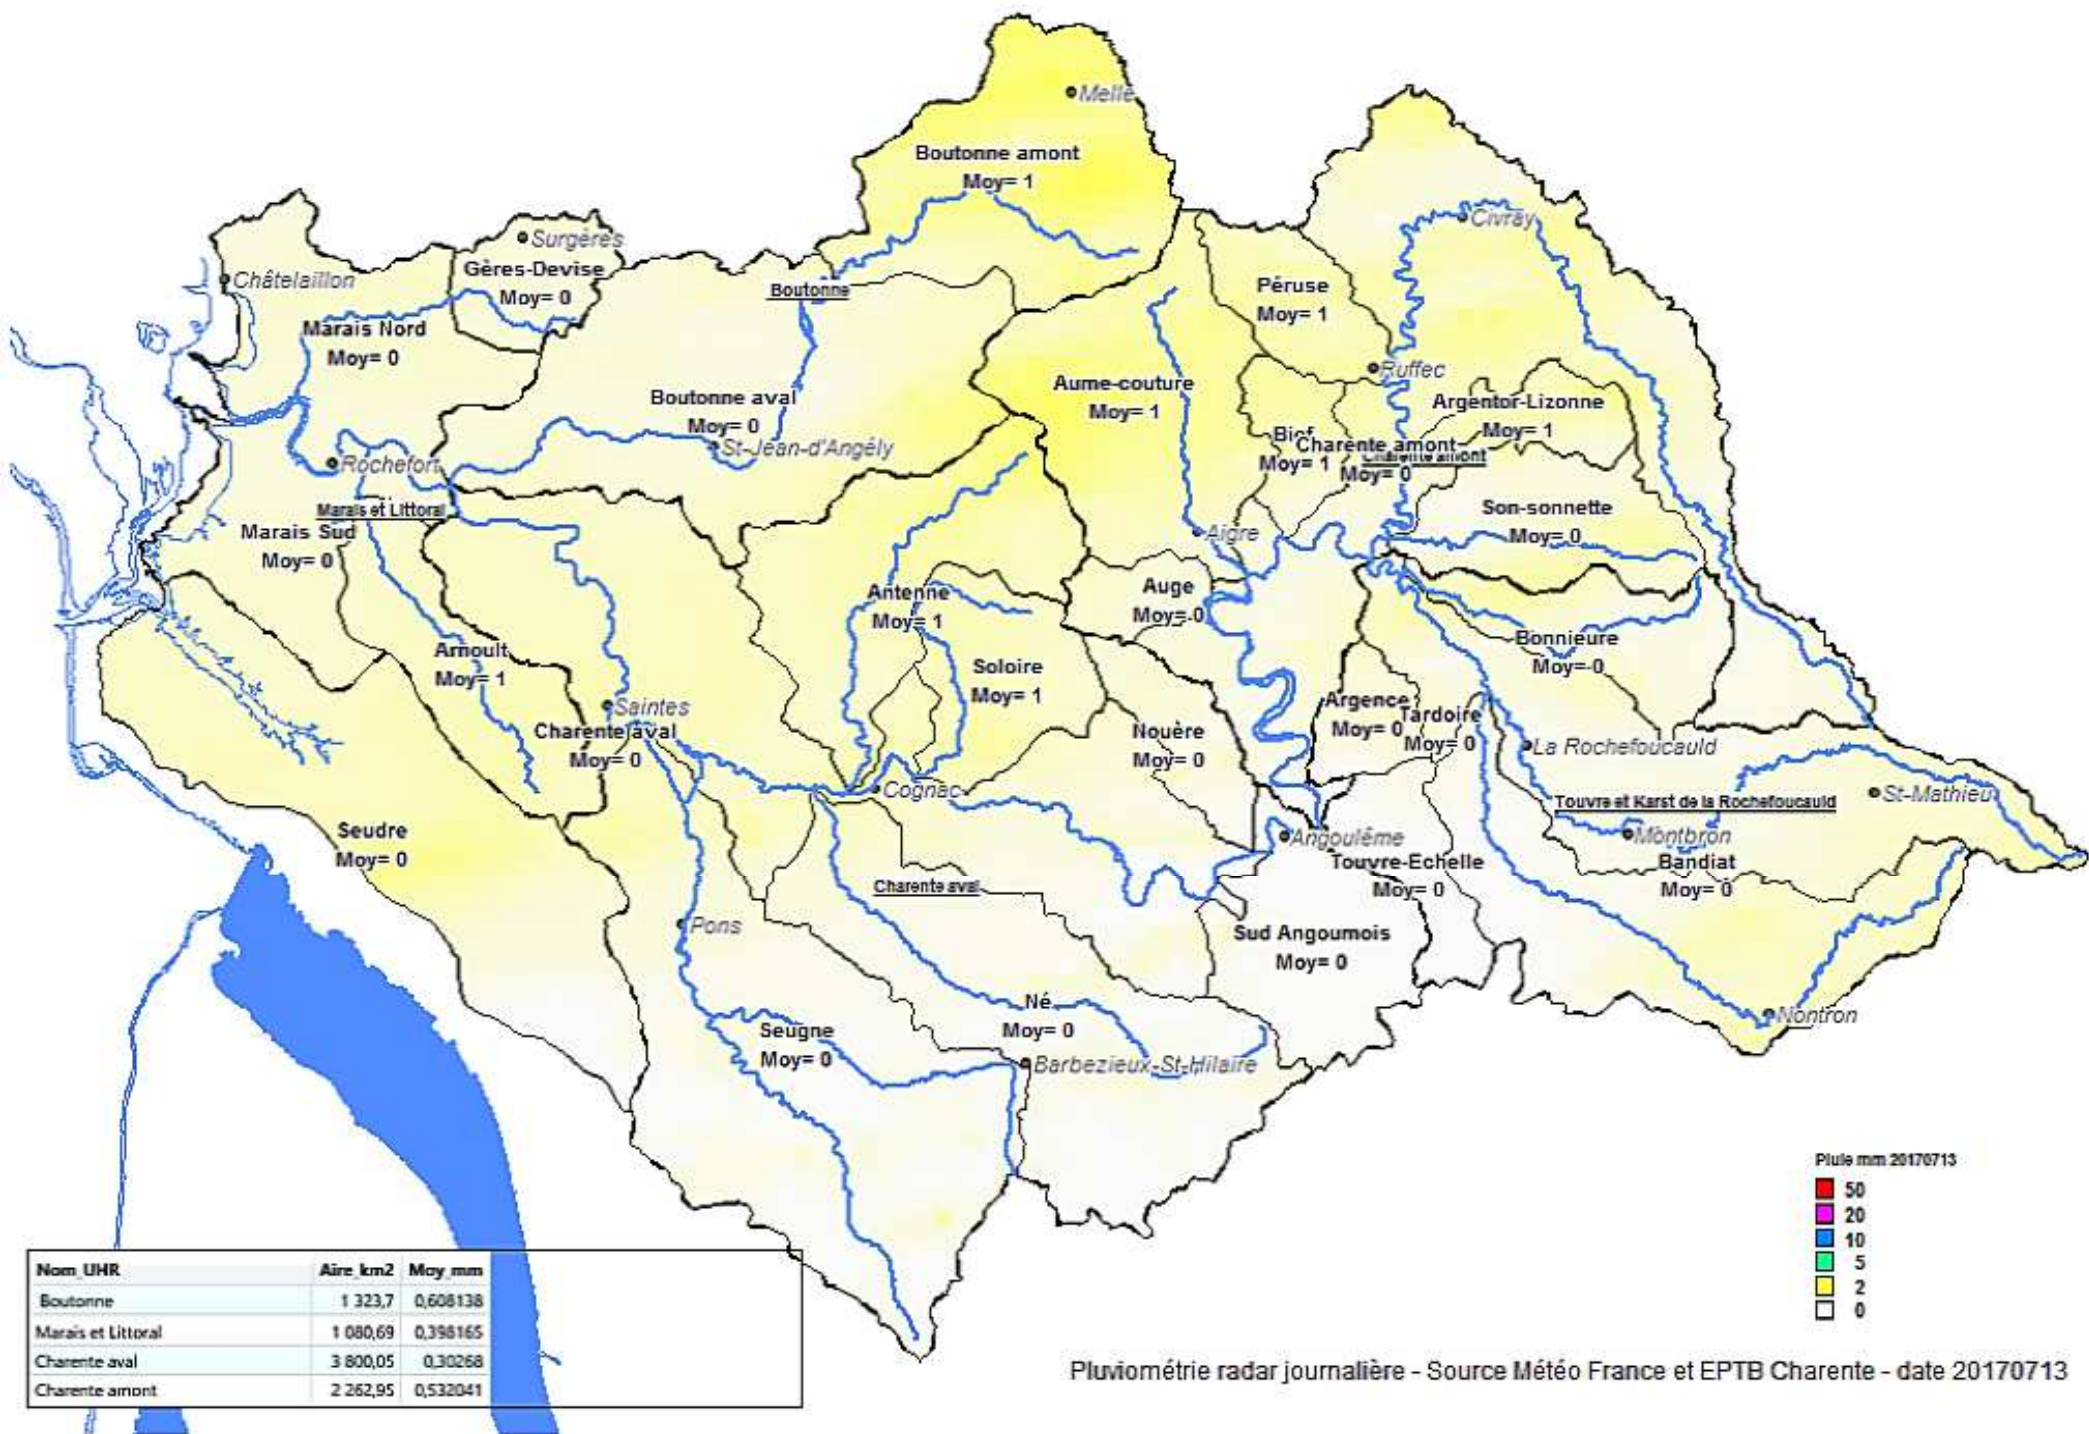 Melle
Boutonne amont
Moy= 1
Civray
Surgères
Gères-Devise
Moy= 0
Châtelaillon
Boutonne
Péruse
Moy= 1
Marais Nord
Moy= 0
Ruffec
Aume-couture
Moy= 1
Boutonne aval
Moy= 0
Argentor-Lizonne
Moy= 1
St-Jean-d'Angély
Bief
Moy= 1
Charente amont
Moy= 0
Charente amont
Rochefort
Marais et Littoral
Son-sonnette
Moy= 0
Marais Sud
Moy= 0
Aigre
Antenne
Moy= 1
Auge
Moy= 0
Bonnieure
Moy= 0
Arnoult
Moy= 1
Soloire
Moy= 1
Saintes
Charente aval
Moy= 0
Nouère
Moy= 0
Argence
Moy= 0
Tardoire
Moy= 0
La Rochefoucauld
Cognac
St-Mathieu
Touvre et Karst de la Rochefoucauld
Seudre
Moy= 0
Angoulême
Montbron
Touvre-Echelle
Moy= 0
Bandiat
Moy= 0
Charente aval
Pons
Sud Angoumois
Moy= 0
Né
Moy= 0
Nontron
Seugne
Moy= 0
Barbezieux-St-Hilaire
Pluie mm 20170713
50
20
10
5
2
0
Nom_UHR Aire_km2 Moy_mm
Boutonne 1 323,7 0,608138
Marais et Littoral 1 080,69 0,398165
Charente aval 3 800,05 0,30268
Charente amont 2 262,95 0,532041
Pluviométrie radar journalière - Source Météo France et EPTB Charente - date 20170713